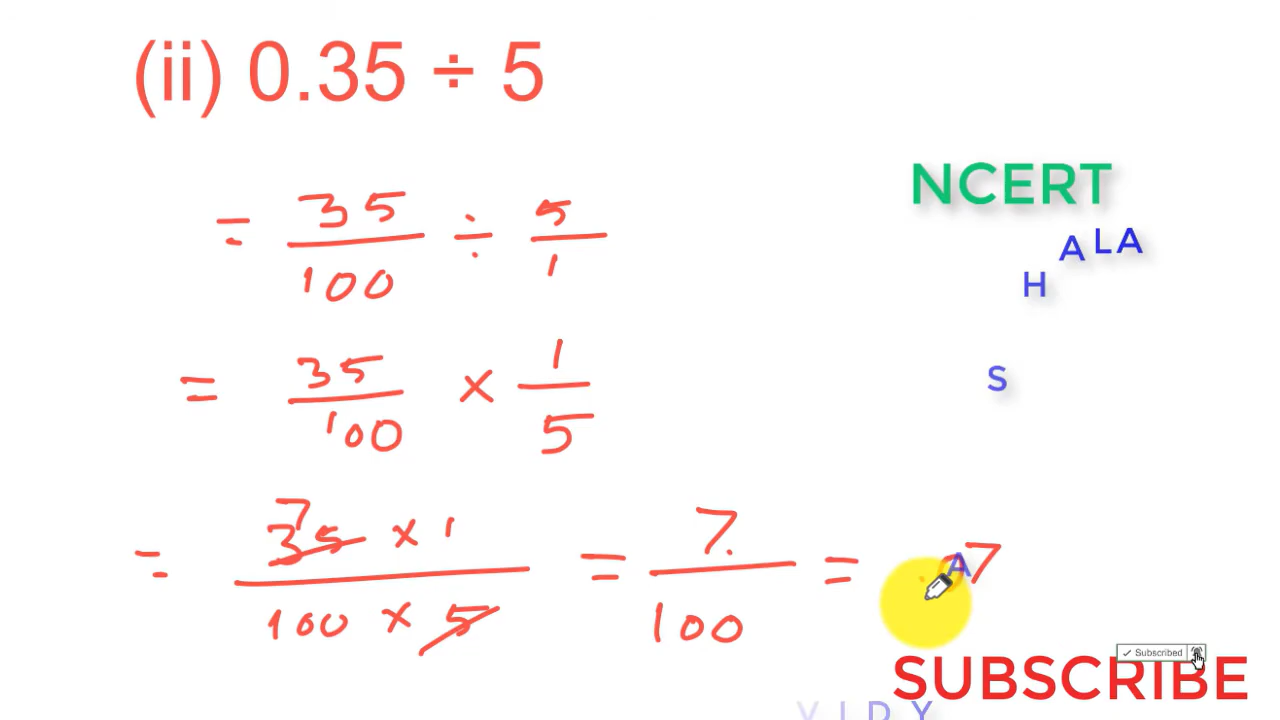 (ii) 0.35 ÷ 5
= 35/100 ÷ 5/1
= 35/100 × 1/5
7
= 35 × 1 / 100 × 5 = 7. / 100 = .07
NCERT
H A L A
S
A
Subscribed
SUBSCRIBE
V I D Y